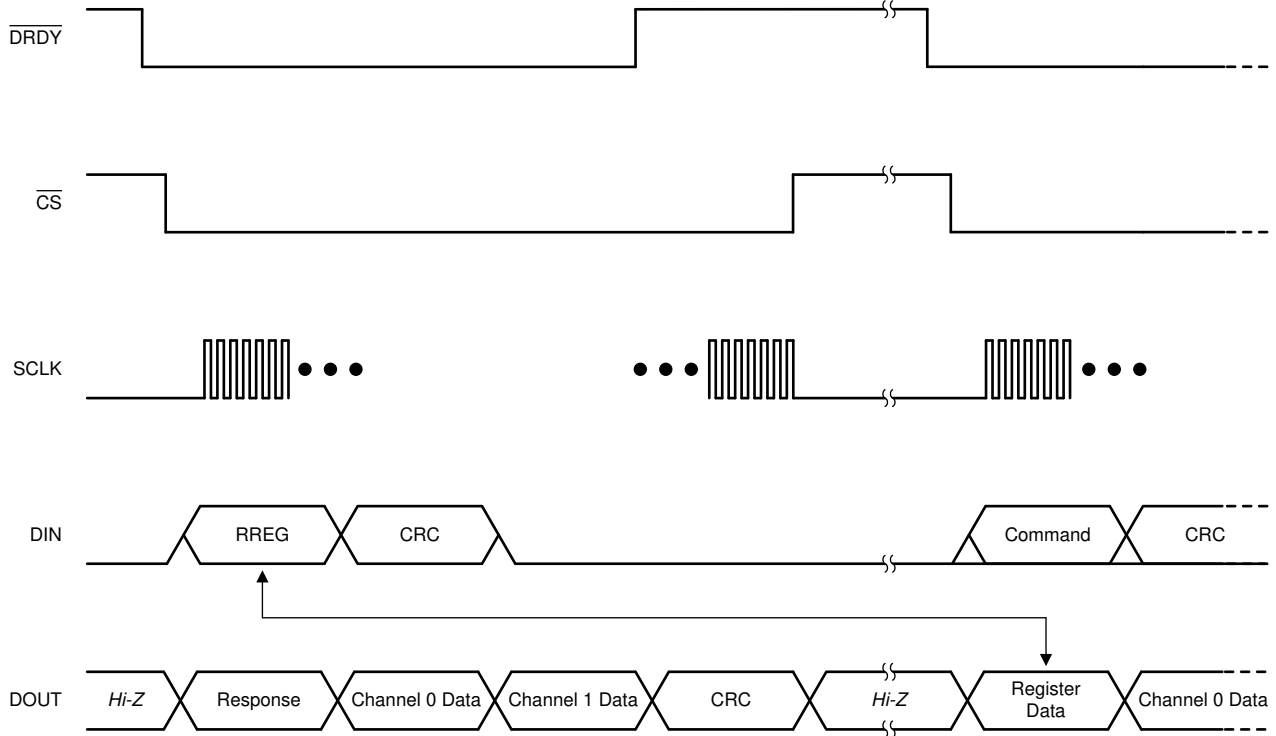 DRDY
CS
SCLK
DIN
RREG
CRC
Command
CRC
DOUT
Hi-Z
Response
Channel 0 Data
Channel 1 Data
CRC
Hi-Z
Register
Data
Channel 0 Data